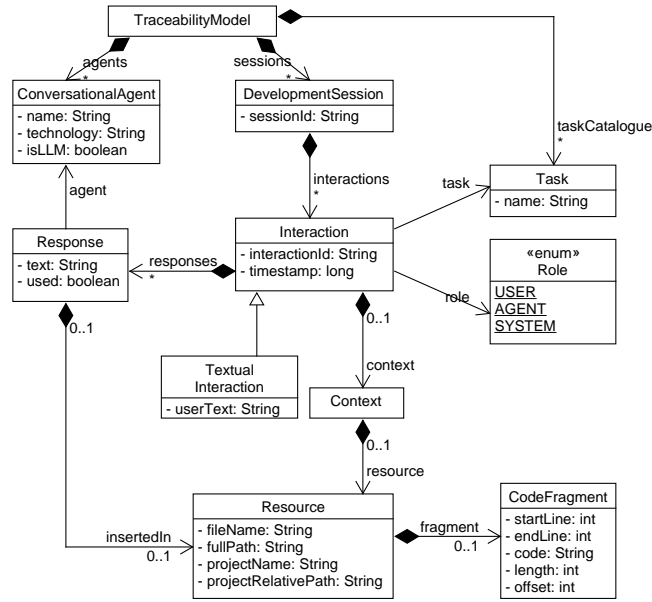 TraceabilityModel
agents
*
sessions
*
taskCatalogue
*
ConversationalAgent
- name: String
- technology: String
- isLLM: boolean
DevelopmentSession
- sessionId: String
agent
interactions
*
task
Task
- name: String
Response
- text: String
- used: boolean
0..1
responses
*
Interaction
- interactionId: String
- timestamp: long
0..1
role
«enum»
Role
USER
AGENT
SYSTEM
Textual
Interaction
- userText: String
context
Context
0..1
resource
insertedIn
0..1
Resource
- fileName: String
- fullPath: String
- projectName: String
- projectRelativePath: String
fragment
0..1
CodeFragment
- startLine: int
- endLine: int
- code: String
- length: int
- offset: int